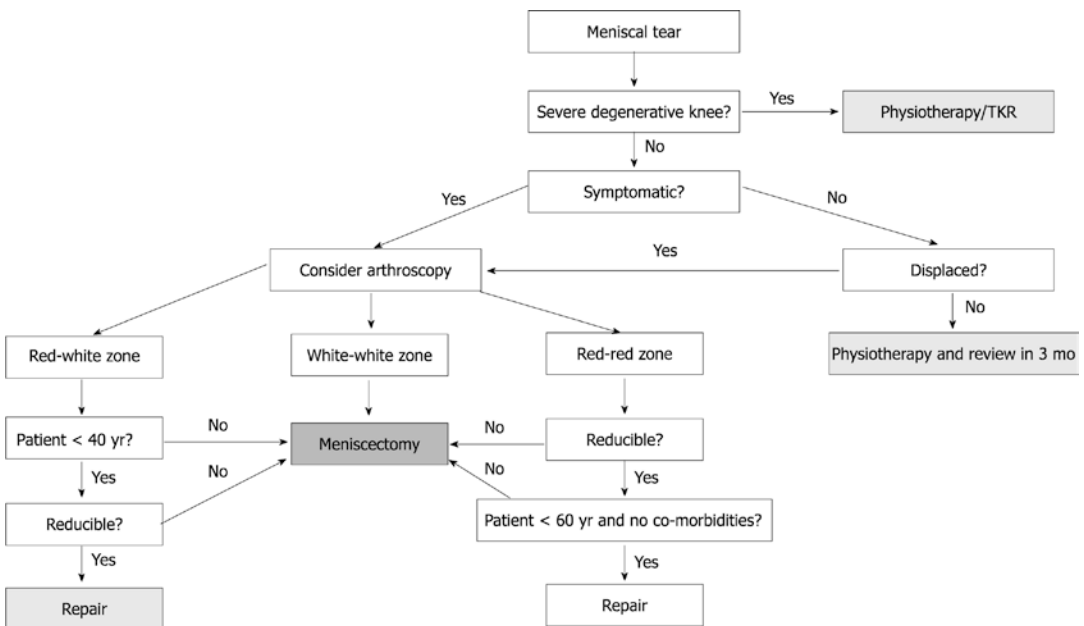 Meniscal tear
Severe degenerative knee?
Yes
Physiotherapy/TKR
No
Symptomatic?
Yes
No
Consider arthroscopy
Yes
Displaced?
No
Red-white zone
White-white zone
Red-red zone
Physiotherapy and review in 3 mo
Patient < 40 yr?
No
Meniscectomy
No
Reducible?
Yes
No
No
Yes
Reducible?
Patient < 60 yr and no co-morbidities?
Yes
Yes
Repair
Repair